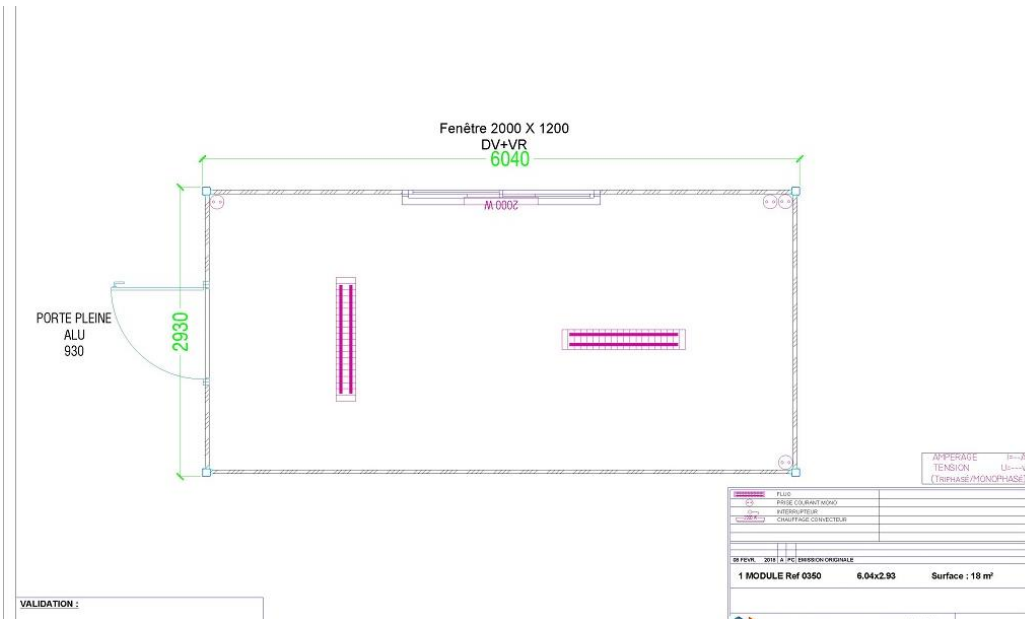 Fenêtre 2000 X 1200
DV+VR
6040
2000 W
PORTE PLEINE
ALU
930
2930
AMPERAGE
TENSION
(TRIPHASE/MONOPHASE)
FLUO
PRISE COURANT MONO
INTERRUPTEUR
CHAUFFAGE CONVECTEUR
08 FEVR. 2018 A PC EMISSION ORIGINALE
1 MODULE Ref 0350 6.04x2.93 Surface : 18 m²
VALIDATION :